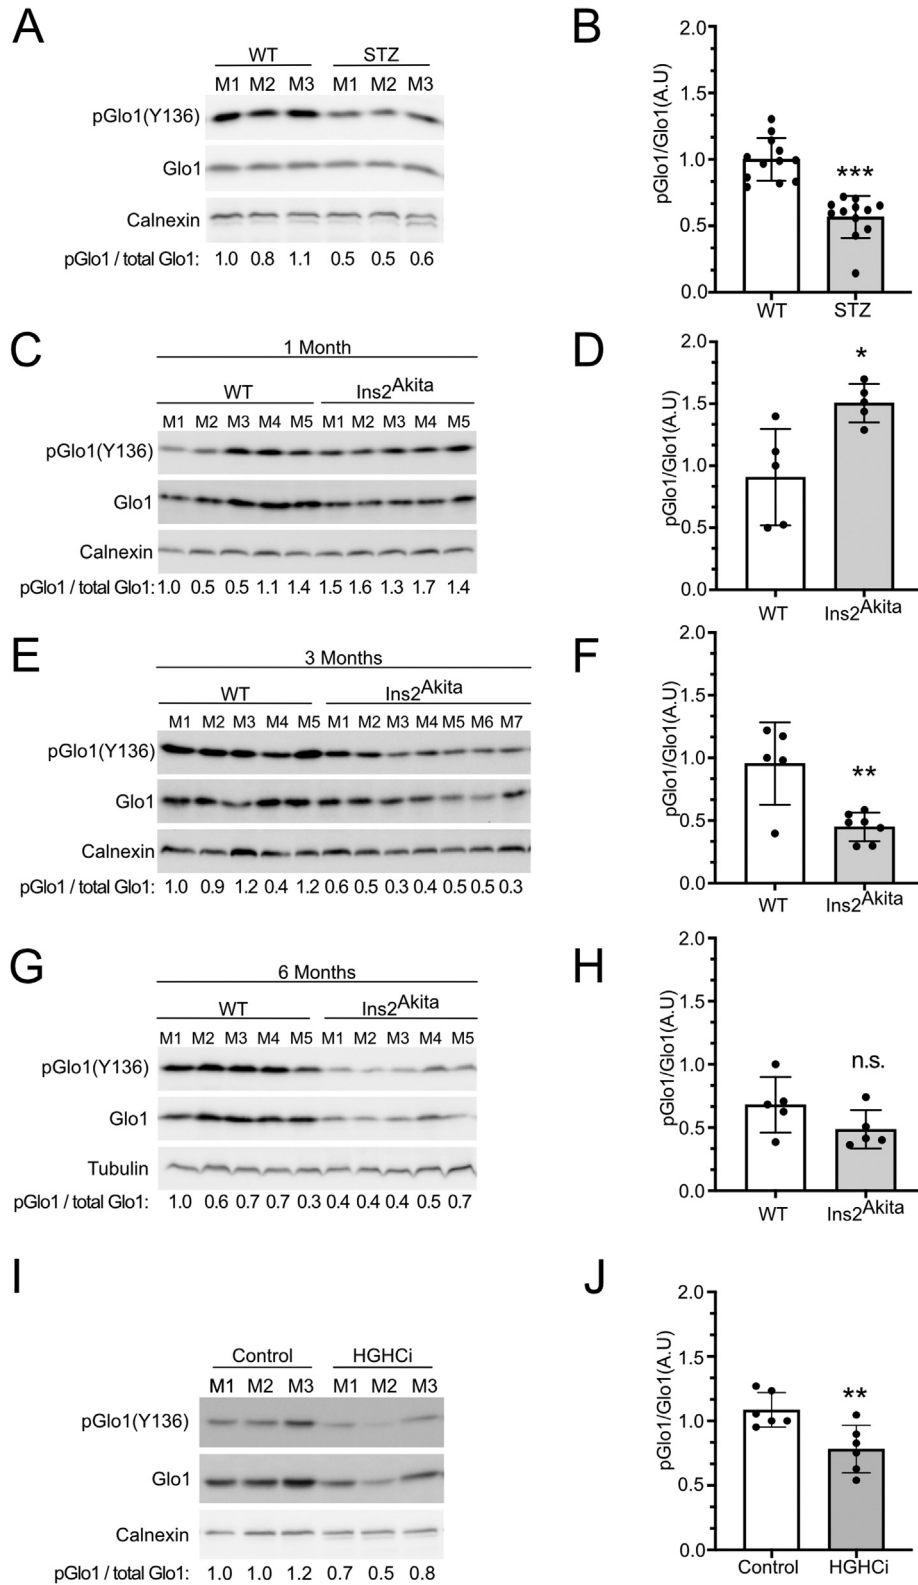 A
WT STZ
M1 M2 M3 M1 M2 M3
pGlo1(Y136)
Glo1
Calnexin
pGlo1 / total Glo1: 1.0 0.8 1.1 0.5 0.5 0.6
B
pGlo1/Glo1(A.U)
2.0
1.5
1.0
0.5
0.0
***
WT STZ
C
1 Month
WT Ins2Akita
M1 M2 M3 M4 M5 M1 M2 M3 M4 M5
pGlo1(Y136)
Glo1
Calnexin
pGlo1 / total Glo1: 1.0 0.5 0.5 1.1 1.4 1.5 1.6 1.3 1.7 1.4
D
pGlo1/Glo1(A.U)
2.0
1.5
1.0
0.5
0.0
*
WT Ins2Akita
E
3 Months
WT Ins2Akita
M1 M2 M3 M4 M5 M1 M2 M3 M4 M5 M6 M7
pGlo1(Y136)
Glo1
Calnexin
pGlo1 / total Glo1: 1.0 0.9 1.2 0.4 1.2 0.6 0.5 0.3 0.4 0.5 0.5 0.3
F
pGlo1/Glo1(A.U)
2.0
1.5
1.0
0.5
0.0
**
WT Ins2Akita
G
6 Months
WT Ins2Akita
M1 M2 M3 M4 M5 M1 M2 M3 M4 M5
pGlo1(Y136)
Glo1
Tubulin
pGlo1 / total Glo1: 1.0 0.6 0.7 0.7 0.3 0.4 0.4 0.4 0.5 0.7
H
pGlo1/Glo1(A.U)
2.0
1.5
1.0
0.5
0.0
n.s.
WT Ins2Akita
I
Control HGHCi
M1 M2 M3 M1 M2 M3
pGlo1(Y136)
Glo1
Calnexin
pGlo1 / total Glo1: 1.0 1.0 1.2 0.7 0.5 0.8
J
pGlo1/Glo1(A.U)
2.0
1.5
1.0
0.5
0.0
**
Control HGHCi